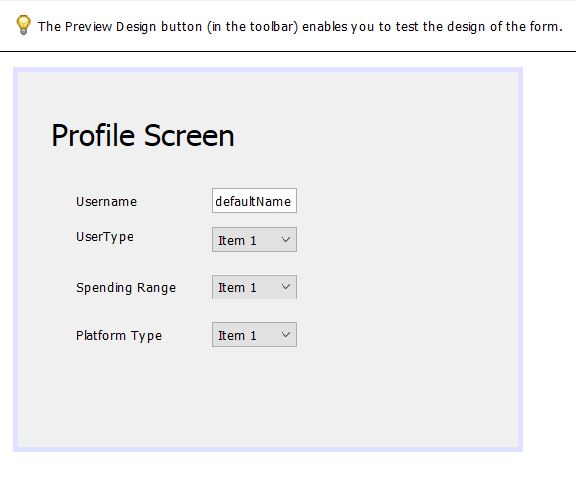 The Preview Design button (in the toolbar) enables you to test the design of the form.
Profile Screen
Username defaultName
UserType Item 1
Spending Range Item 1
Platform Type Item 1